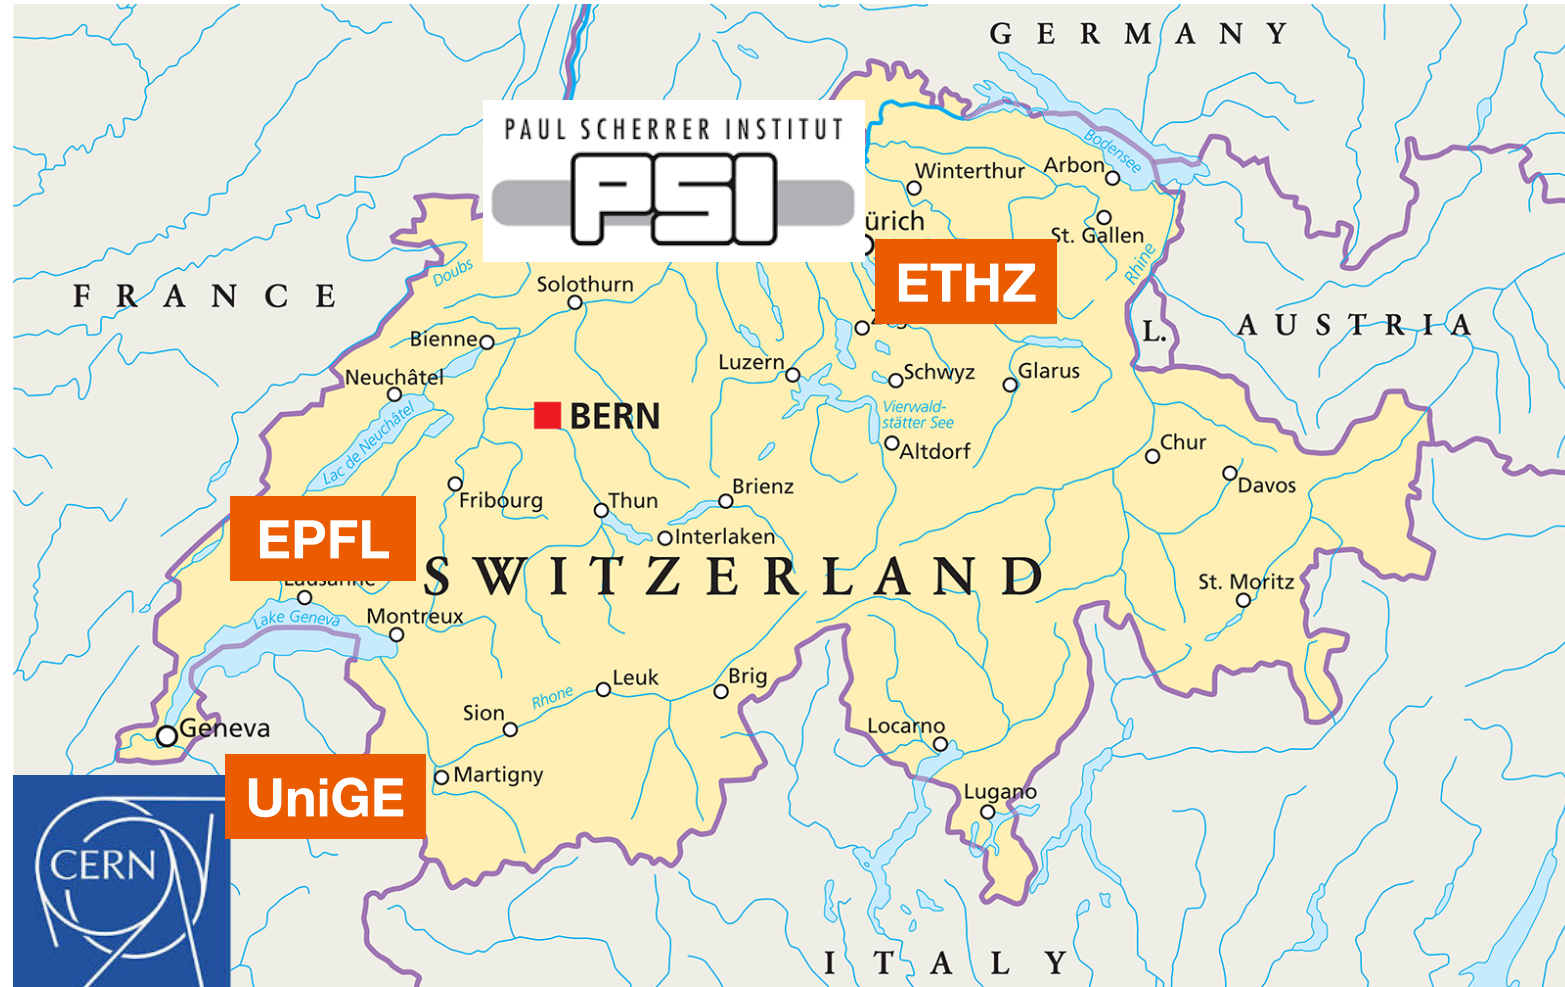 GERMANY
PAUL SCHERRER INSTITUT
PSI
Bodensee
Winterthur
Arbon
ürich
St. Gallen
Rhine
ETHZ
Doubs
Solothurn
FRANCE
L.
AUSTRIA
Bienne
Luzern
Schwyz
Glarus
Neuchâtel
BERN
Vierwald-
stätter See
Lac de Neuchâtel
Altdorf
Chur
Davos
Fribourg
Thun
Brienz
Interlaken
EPFL
Lausanne
SWITZERLAND
St. Moritz
Lake Geneva
Montreux
Leuk
Brig
Rhone
Sion
Locarno
Geneva
Martigny
UniGE
Lugano
CERN
ITALY